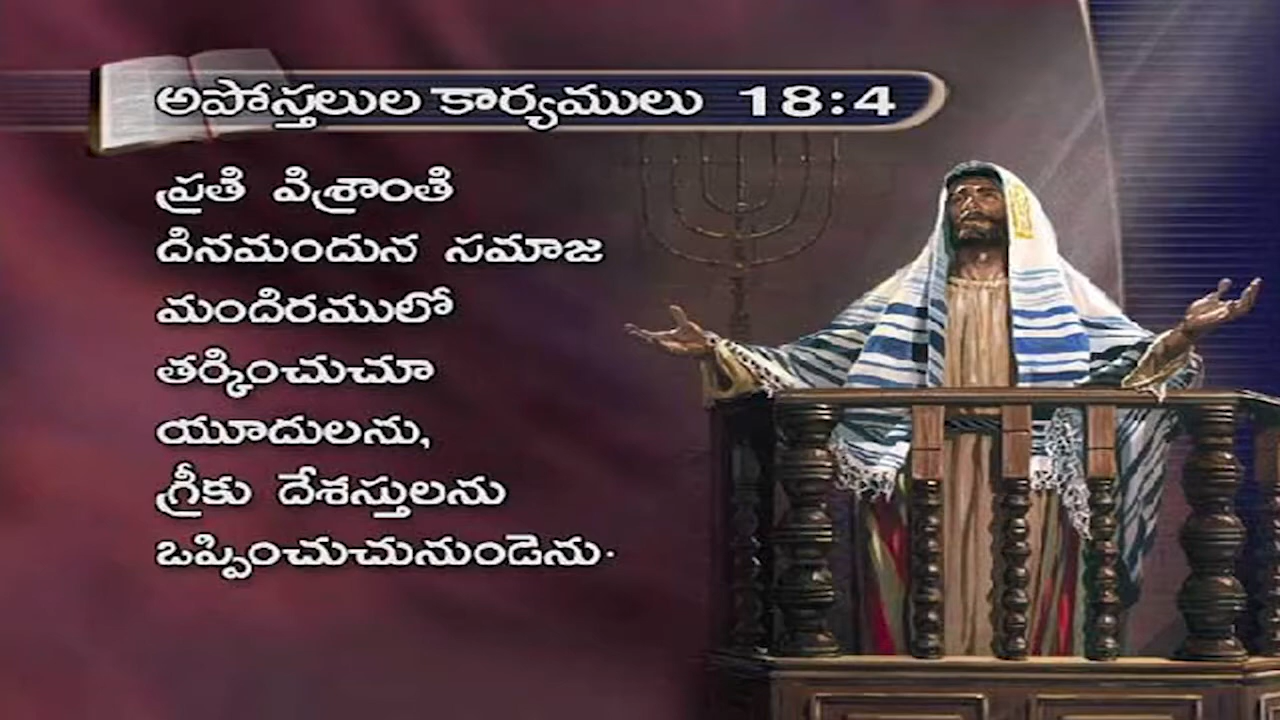 అపోస్తలుల కార్యములు 18:4
ప్రతి విశ్రాంతి
దినమందున సమాజ
మందిరములో
తర్కించుచూ
యూదులను,
గ్రీకు దేశస్తులను
ఒప్పించుచునుండెను.